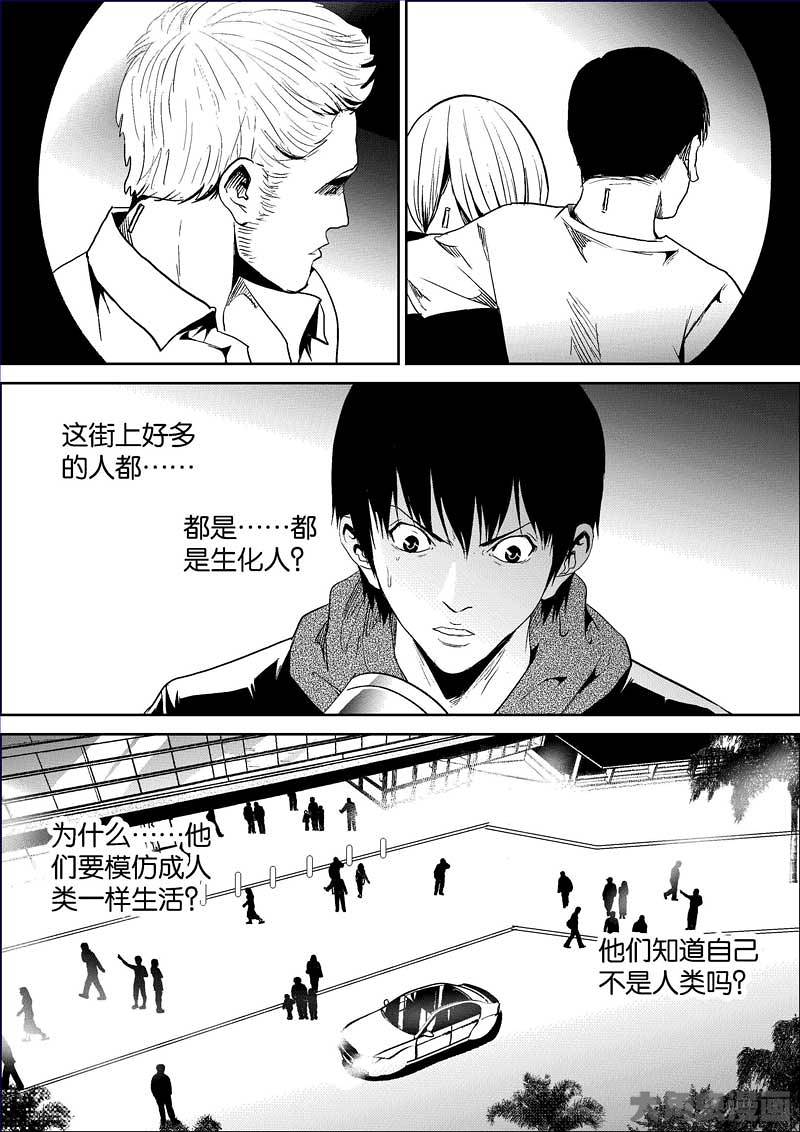 这街上好多
的人都……
都是……都
是生化人？
为什么……他
们要模仿成人
类一样生活？
他们知道自己
不是人类吗？